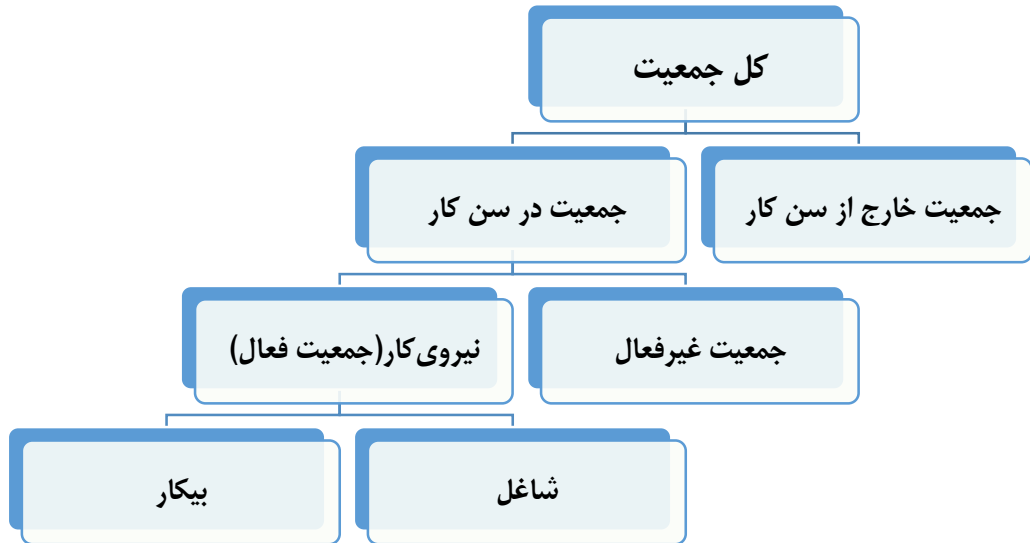 کل جمعیت
جمعیت خارج از سن کار
جمعیت در سن کار
جمعیت غیرفعال
نیروی‌کار(جمعیت فعال)
شاغل
بیکار